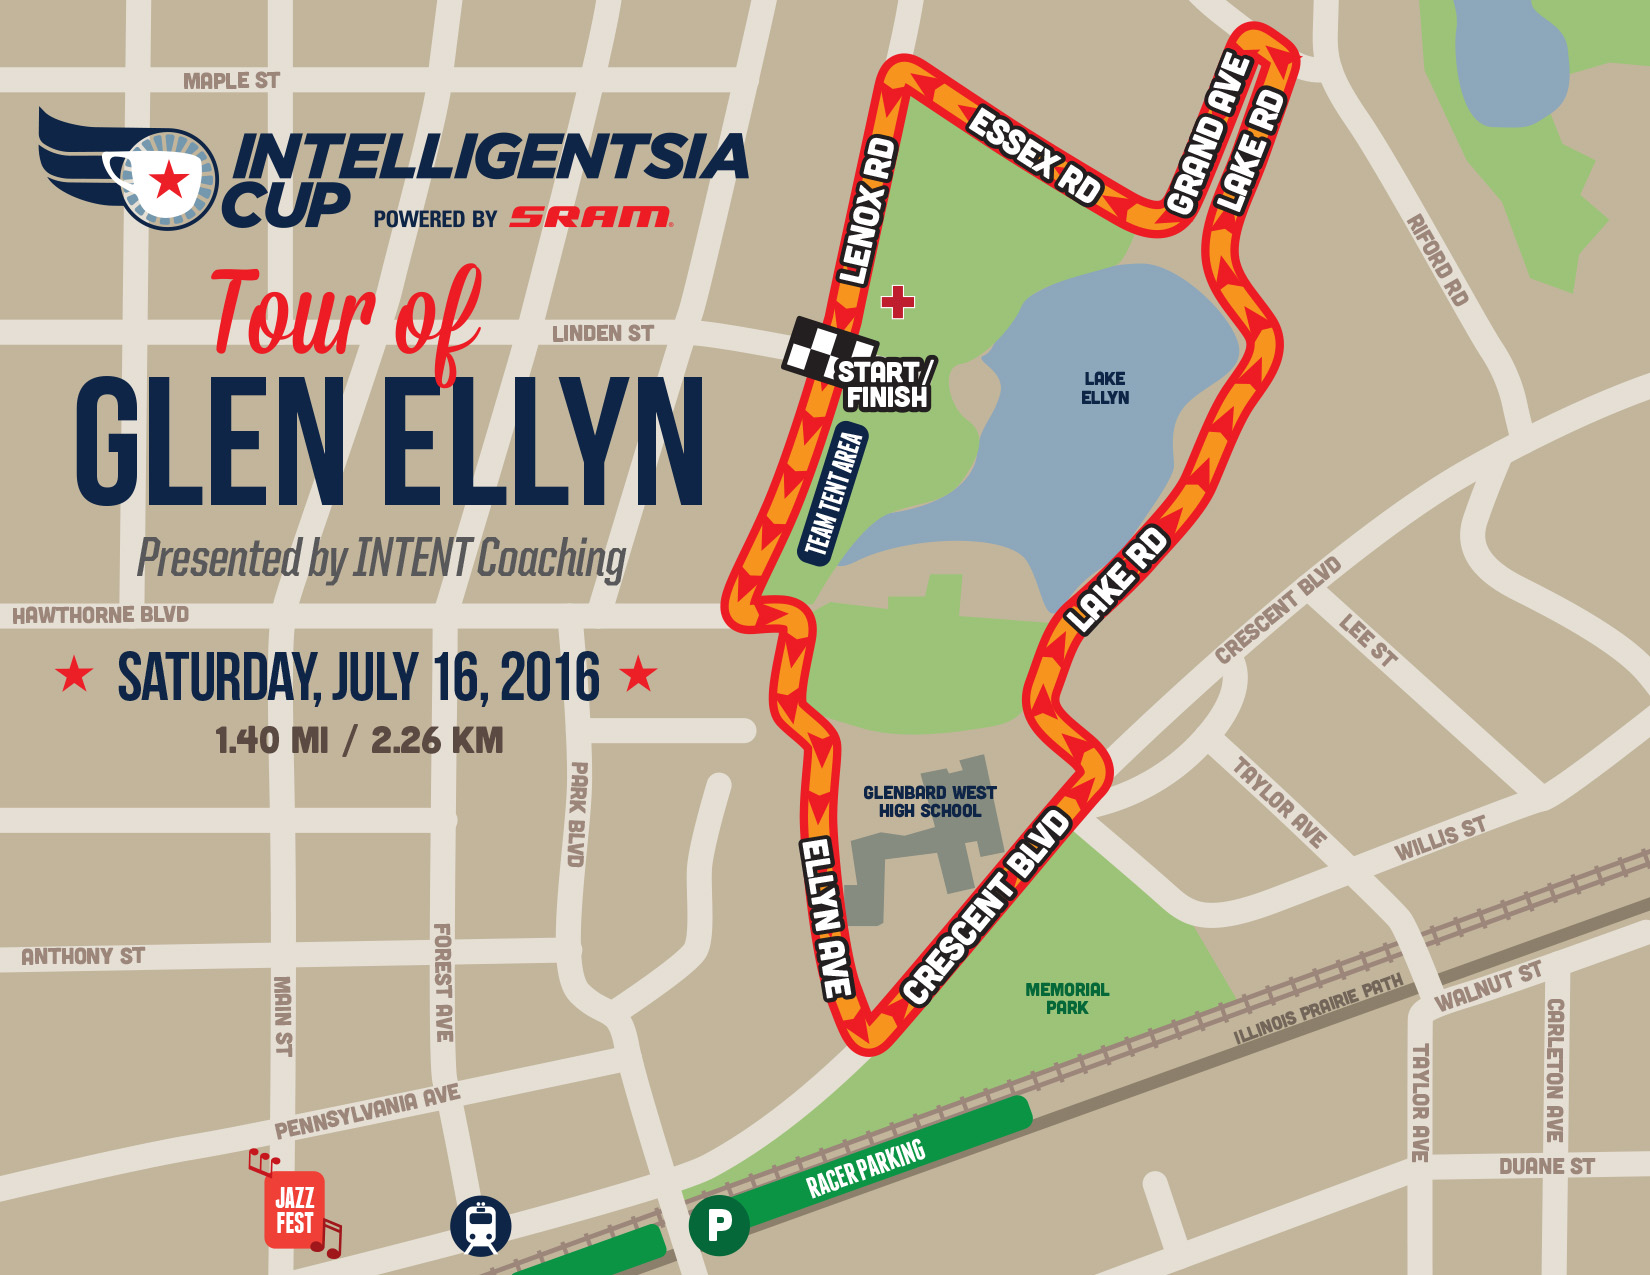 MAPLE ST
INTELLIGENTSIA
CUP
POWERED BY SRAM
Tour of
GLEN ELLYN
Presented by INTENT Coaching
LINDEN ST
HAWTHORNE BLVD
SATURDAY, JULY 16, 2016
1.40 MI / 2.26 KM
PARK BLVD
ANTHONY ST
FOREST AVE
MAIN ST
PENNSYLVANIA AVE
JAZZ
FEST
P
RACER PARKING
LENOX RD
ESSEX RD
GRAND AVE
LAKE RD
START/
FINISH
TEAM TENT AREA
LAKE
ELLYN
LAKE RD
GLENBARD WEST
HIGH SCHOOL
ELLYN AVE
CRESCENT BLVD
MEMORIAL
PARK
RIFORD RD
CRESCENT BLVD
LEE ST
TAYLOR AVE
WILLIS ST
ILLINOIS PRAIRIE PATH
WALNUT ST
TAYLOR AVE
CARLETON AVE
DUANE ST